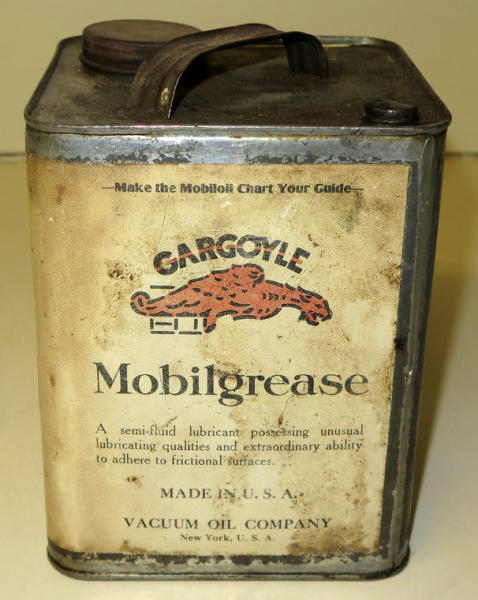 —Make the Mobiloil Chart Your Guide—
GARGOYLE
Mobilgrease
A semi-fluid lubricant possessing unusual
lubricating qualities and extraordinary ability
to adhere to frictional surfaces.
MADE IN U. S. A.
VACUUM OIL COMPANY
New York, U. S. A.